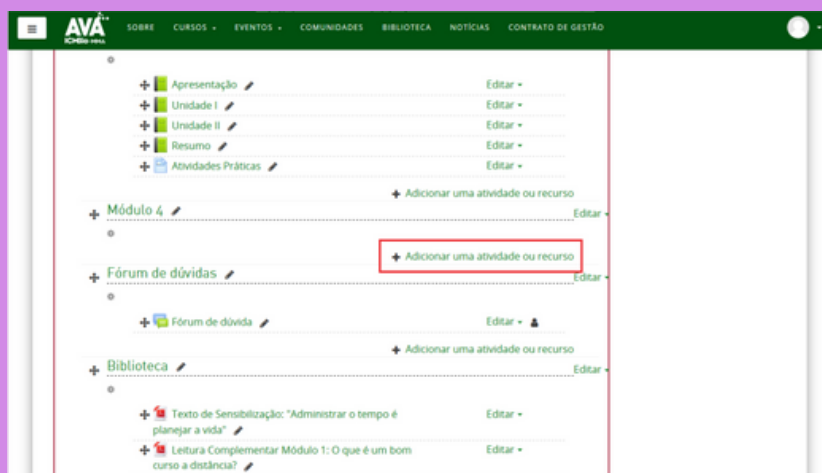 AVA
ICMBio-MMA
SOBRE CURSOS EVENTOS COMUNIDADES BIBLIOTECA NOTÍCIAS CONTRATO DE GESTÃO
Apresentação Editar
Unidade I Editar
Unidade II Editar
Resumo Editar
Atividades Práticas Editar
Adicionar uma atividade ou recurso
Módulo 4 Editar
Adicionar uma atividade ou recurso
Fórum de dúvidas Editar
Fórum de dúvida Editar
Adicionar uma atividade ou recurso
Biblioteca Editar
Texto de Sensibilização: "Administrar o tempo é Editar
planejar a vida"
Leitura Complementar Módulo 1: O que é um bom Editar
curso a distância?